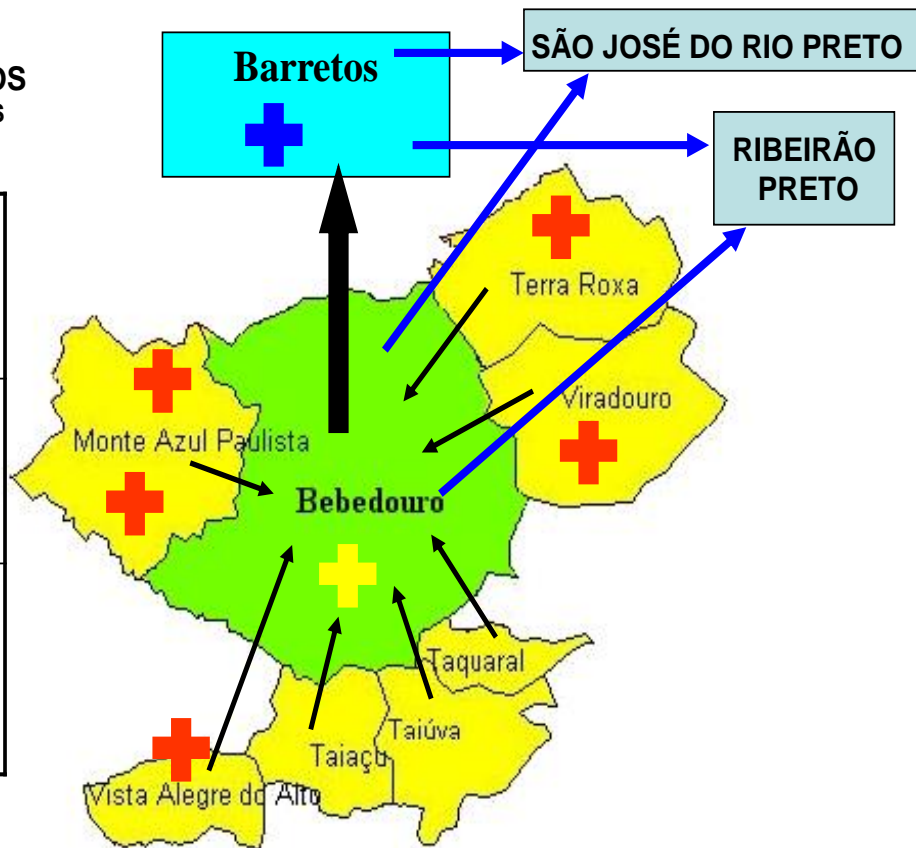 OS
s
Barretos
SÃO JOSÉ DO RIO PRETO
RIBEIRÃO
PRETO
Terra Roxa
Viradouro
Monte Azul Paulista
Bebedouro
Taquaral
Taiúva
Taiaçu
Vista Alegre do Alto